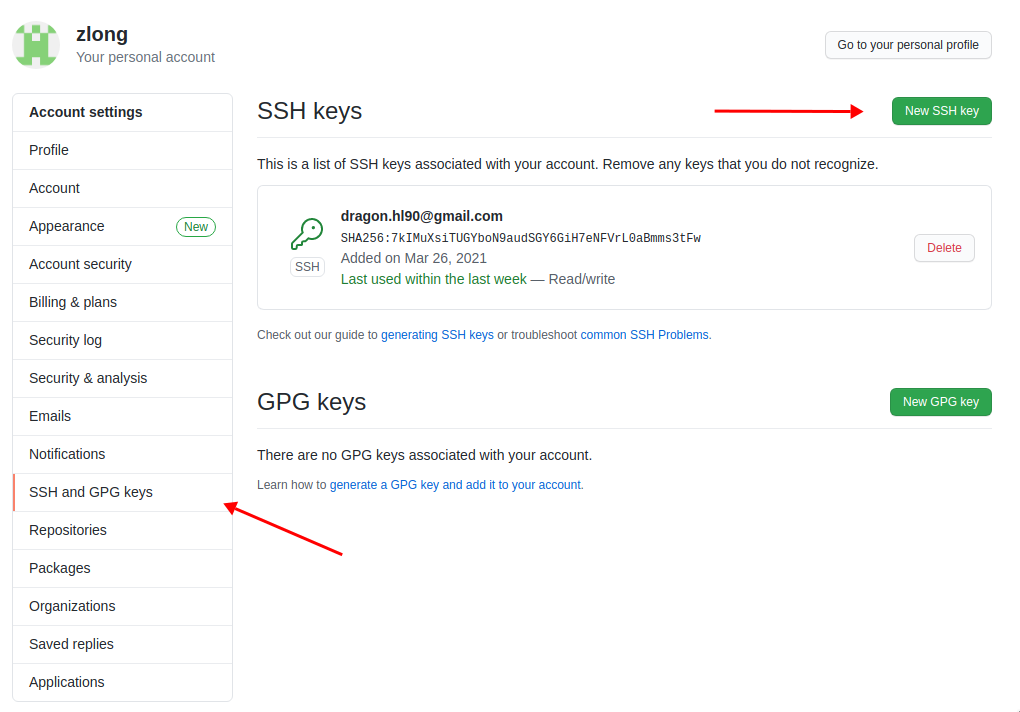 zlong
Your personal account
Go to your personal profile
Account settings
Profile
Account
Appearance New
Account security
Billing & plans
Security log
Security & analysis
Emails
Notifications
SSH and GPG keys
Repositories
Packages
Organizations
Saved replies
Applications
SSH keys
New SSH key
This is a list of SSH keys associated with your account. Remove any keys that you do not recognize.
dragon.hl90@gmail.com
SHA256:7kIMuXsiTUGYboN9audSGY6GiH7eNFVrL0aBmms3tFw
Added on Mar 26, 2021
Last used within the last week — Read/write
SSH
Delete
Check out our guide to generating SSH keys or troubleshoot common SSH Problems.
GPG keys
New GPG key
There are no GPG keys associated with your account.
Learn how to generate a GPG key and add it to your account.